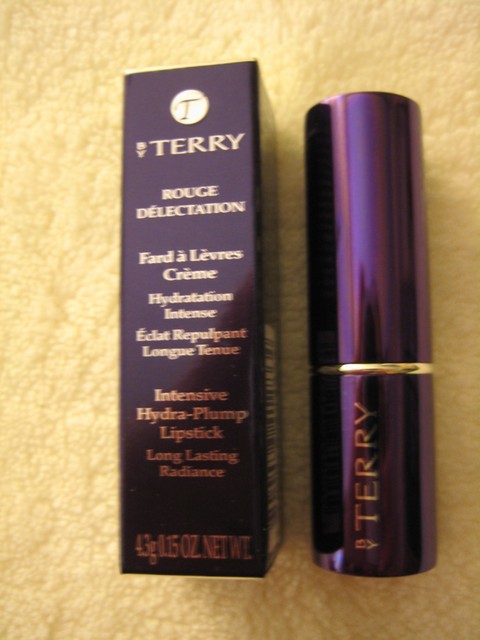 T
BY TERRY
ROUGE
DÉLECTATION
Fard à Lèvres
Crème
Hydratation
Intense
Éclat Repulpant
Longue Tenue
Intensive
Hydra-Plump
Lipstick
Long Lasting
Radiance
4.3g 0.15 OZ. NET WT.
BY TERRY